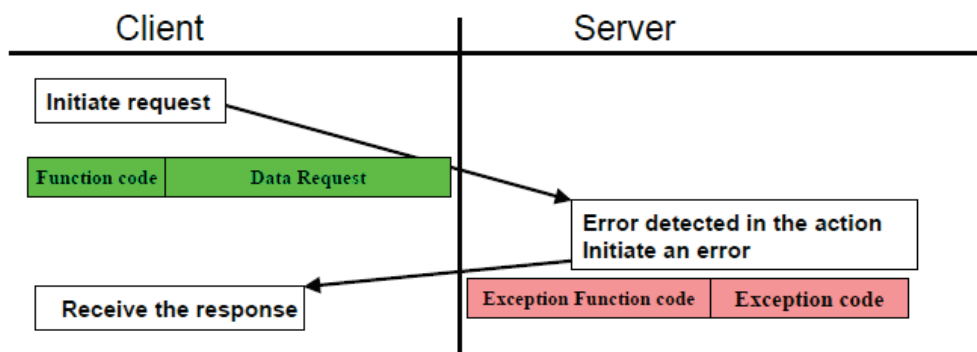 Client
Server
Initiate request
Function code
Data Request
Error detected in the action
Initiate an error
Exception Function code
Exception code
Receive the response